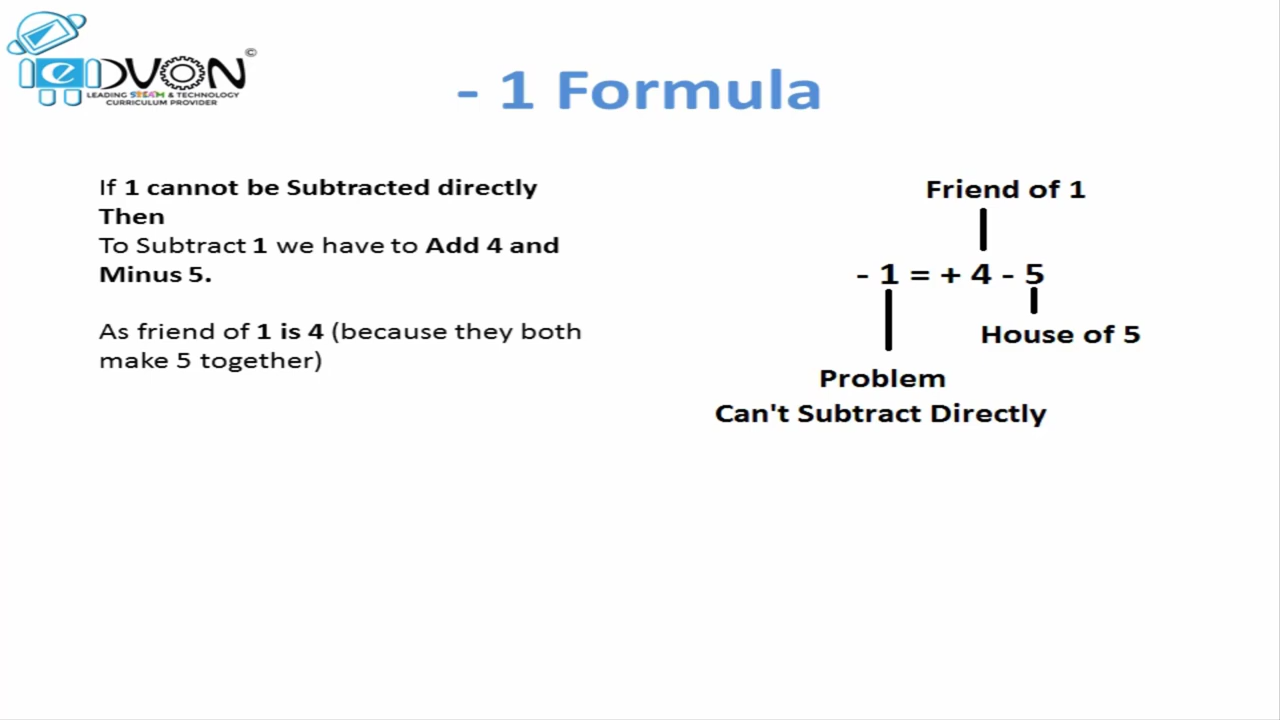 eDVON ©
LEADING STEAM & TECHNOLOGY
CURRICULUM PROVIDER
- 1 Formula
If 1 cannot be Subtracted directly
Then
To Subtract 1 we have to Add 4 and
Minus 5.
As friend of 1 is 4 (because they both
make 5 together)
Friend of 1
- 1 = + 4 - 5
House of 5
Problem
Can't Subtract Directly